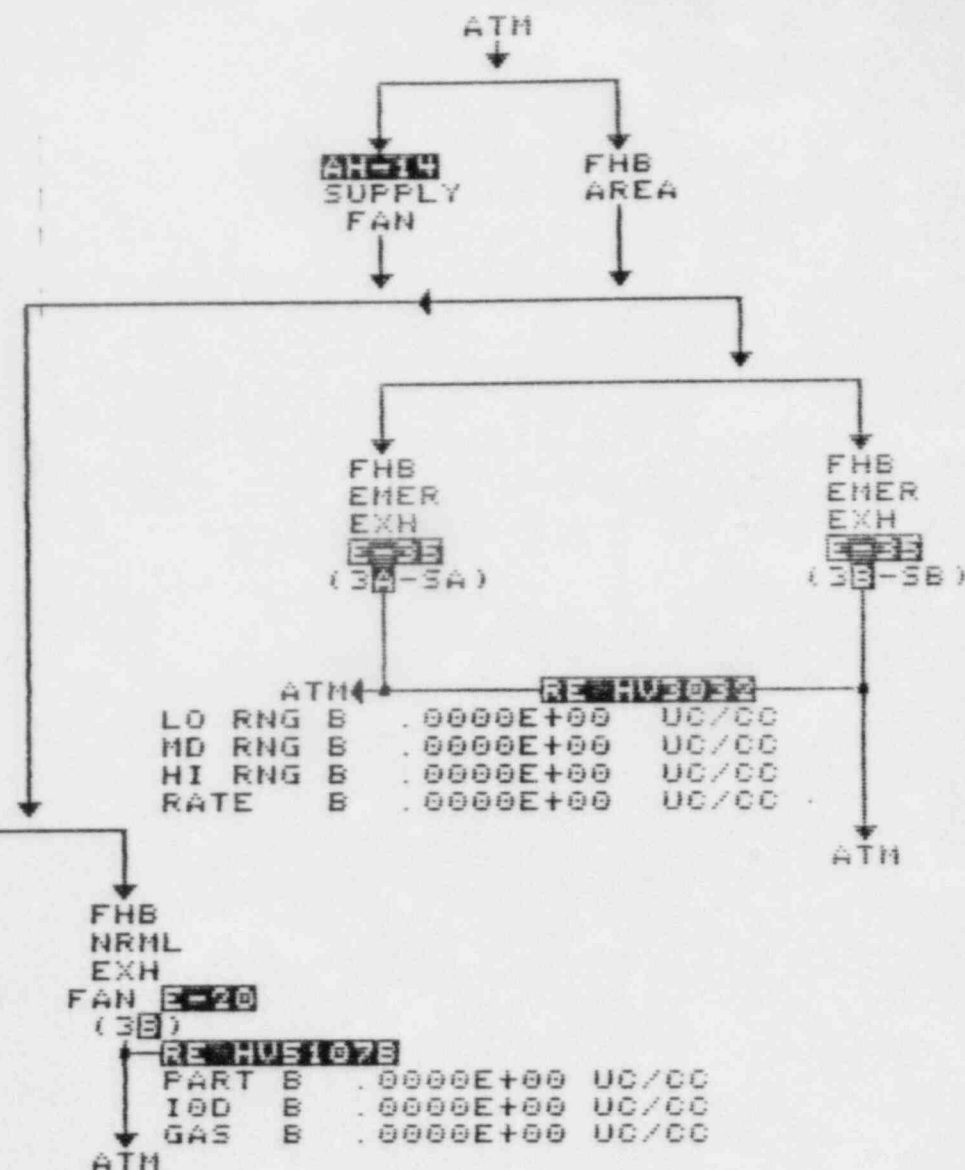 ATM
AH-14
SUPPLY
FAN
FHB
AREA
FHB
EMER
EXH
E-35
(3A-SA)
FHB
EMER
EXH
E-35
(3B-SB)
ATM
RE HV3032
LO RNG B .0000E+00 UC/CC
MD RNG B .0000E+00 UC/CC
HI RNG B .0000E+00 UC/CC
RATE B .0000E+00 UC/CC
ATM
FHB
NRML
EXH
FAN E-20
(3B)
RE HV5107B
PART B .0000E+00 UC/CC
IOD B .0000E+00 UC/CC
GAS B .0000E+00 UC/CC
ATM